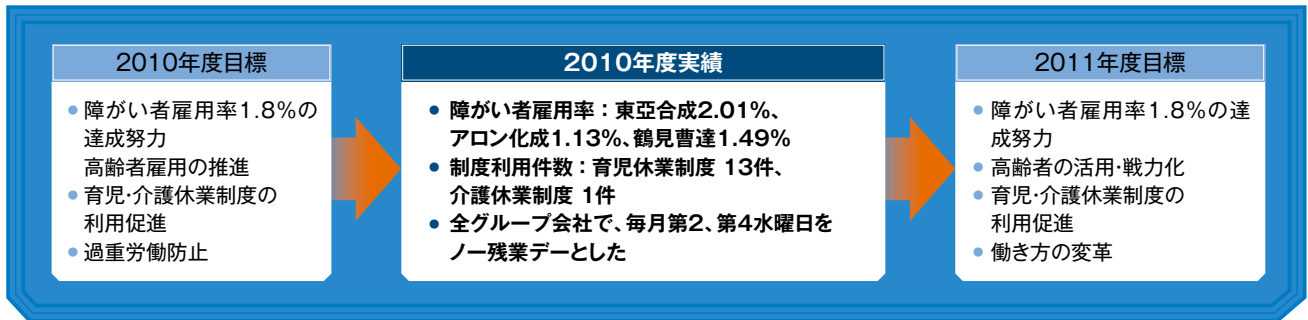 2010年度目標
● 障がい者雇用率1.8%の
達成努力
高齢者雇用の推進
● 育児・介護休業制度の
利用促進
● 過重労働防止
2010年度実績
● 障がい者雇用率：東亞合成2.01%、
アロン化成1.13%、鶴見曹達1.49%
● 制度利用件数：育児休業制度 13件、
介護休業制度 1件
● 全グループ会社で、毎月第2、第4水曜日を
ノー残業デーとした
2011年度目標
● 障がい者雇用率1.8%の達
成努力
● 高齢者の活用・戦力化
● 育児・介護休業制度の
利用促進
● 働き方の変革